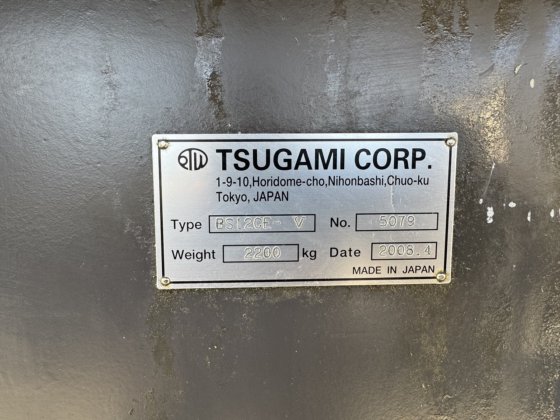 TSUGAMI CORP.
1-9-10,Horidome-cho,Nihonbashi,Chuo-ku
Tokyo, JAPAN
Type BS12GE- V No. 5079
Weight 2200 kg Date 2008.4
MADE IN JAPAN